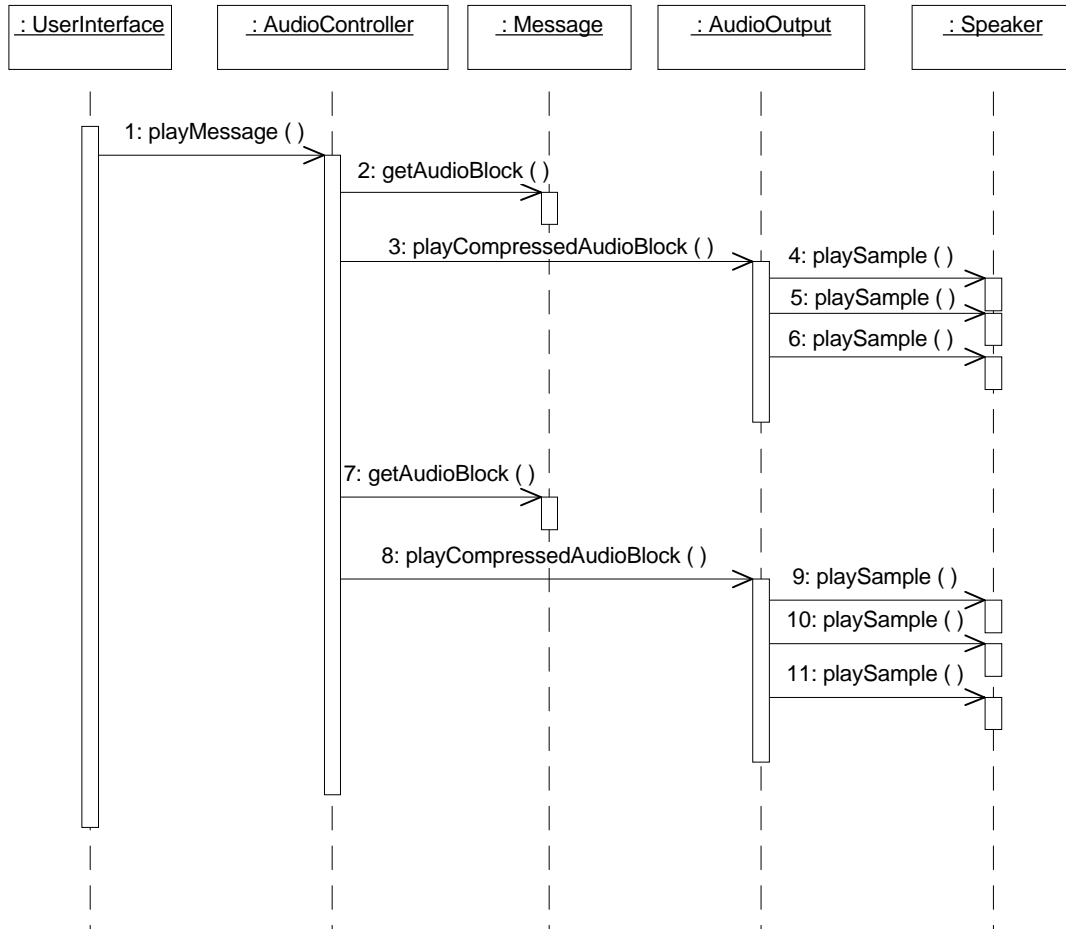 : UserInterface
: AudioController
: Message
: AudioOutput
: Speaker
1: playMessage ( )
2: getAudioBlock ( )
3: playCompressedAudioBlock ( )
4: playSample ( )
5: playSample ( )
6: playSample ( )
7: getAudioBlock ( )
8: playCompressedAudioBlock ( )
9: playSample ( )
10: playSample ( )
11: playSample ( )